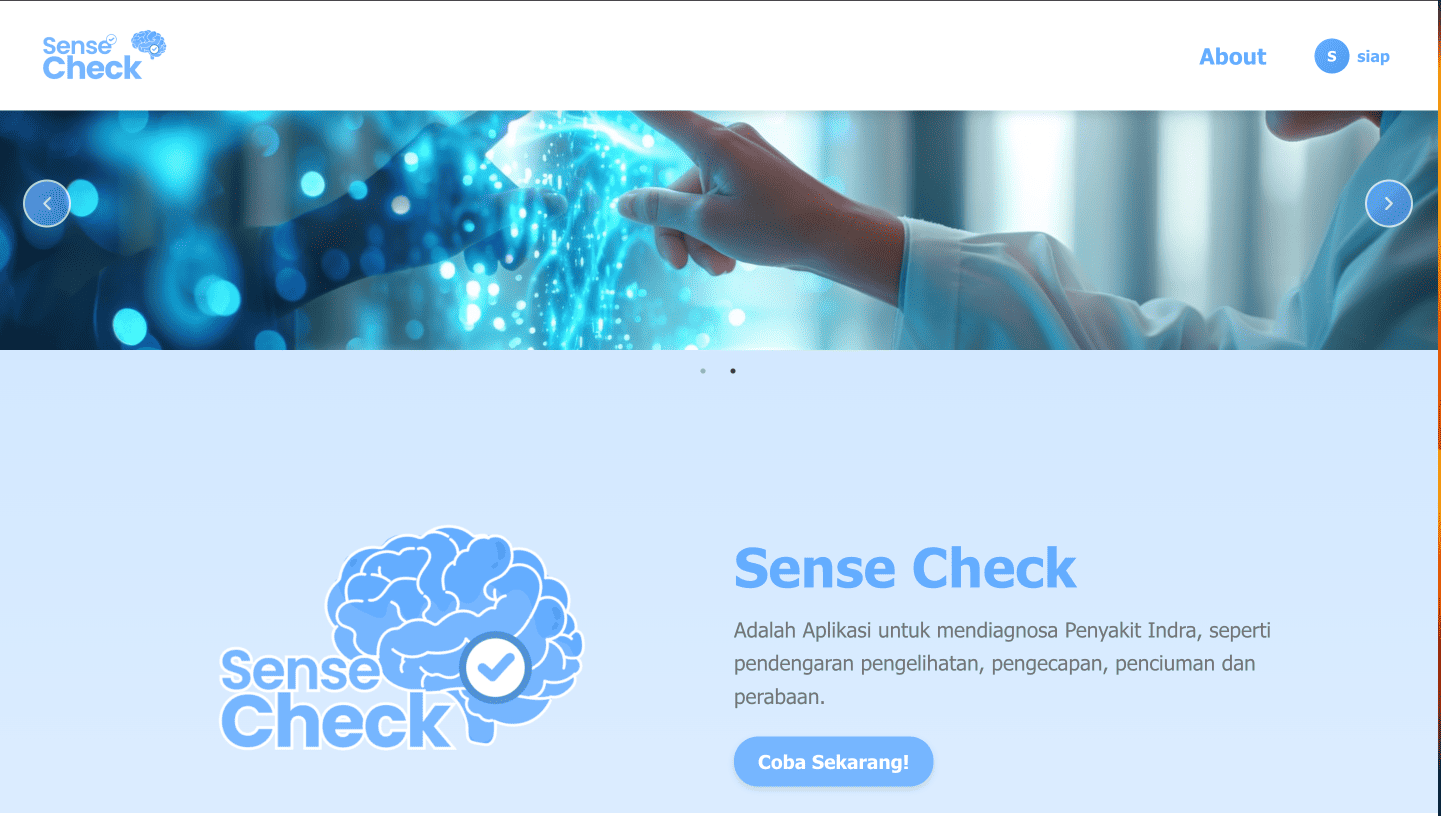 Sense
Check
About
S siap
Sense Check
Adalah Aplikasi untuk mendiagnosa Penyakit Indra, seperti
pendengaran pengelihatan, pengecapan, penciuman dan
perabaan.
Sense
Check
Coba Sekarang!